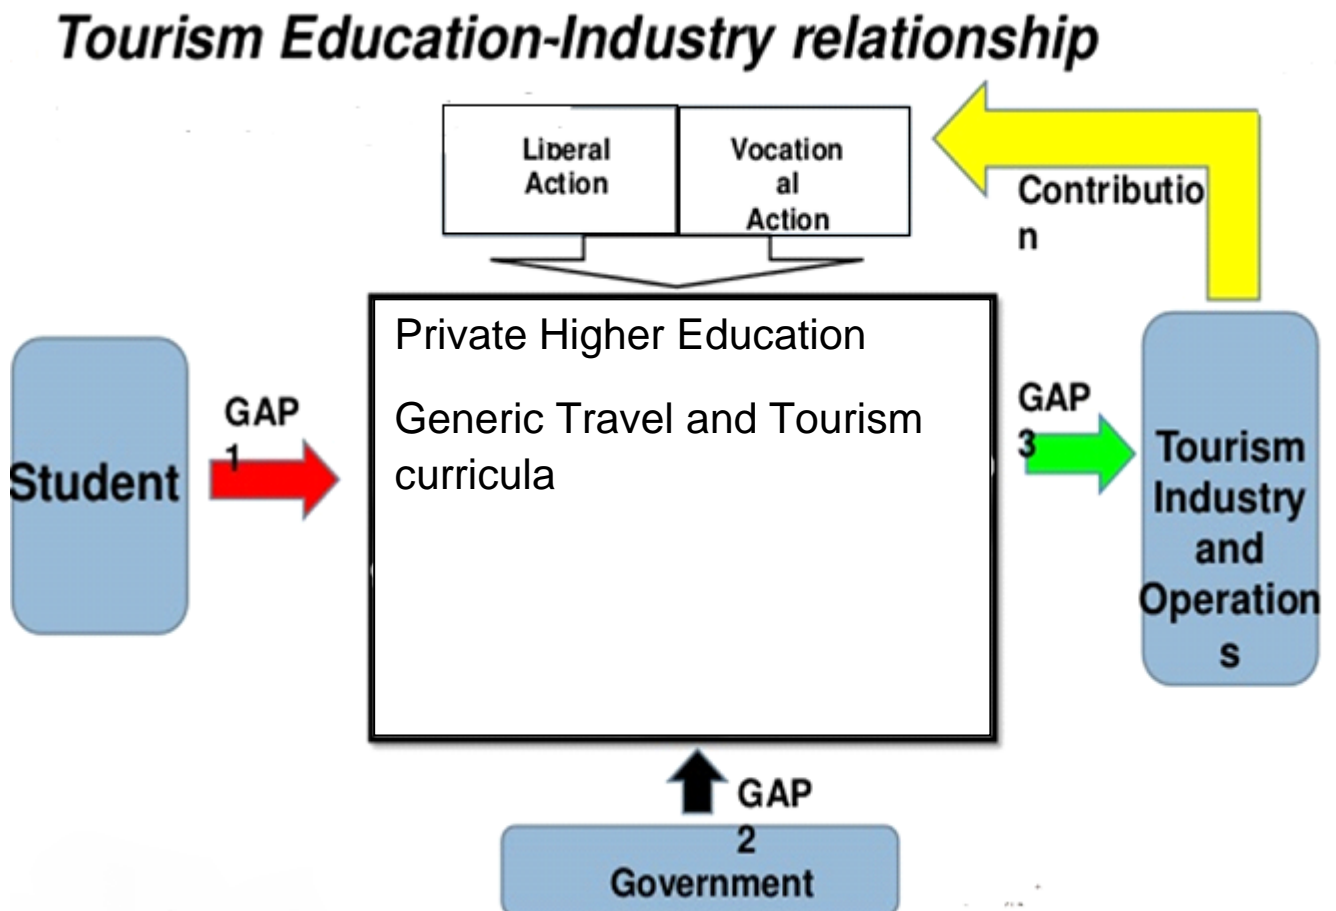 Tourism Education-Industry relationship
Liberal
Action
Vocation
al
Action
Contributio
n
Private Higher Education
Generic Travel and Tourism
curricula
Student
GAP
1
GAP
3
Tourism
Industry
and
Operation
s
GAP
2
Government